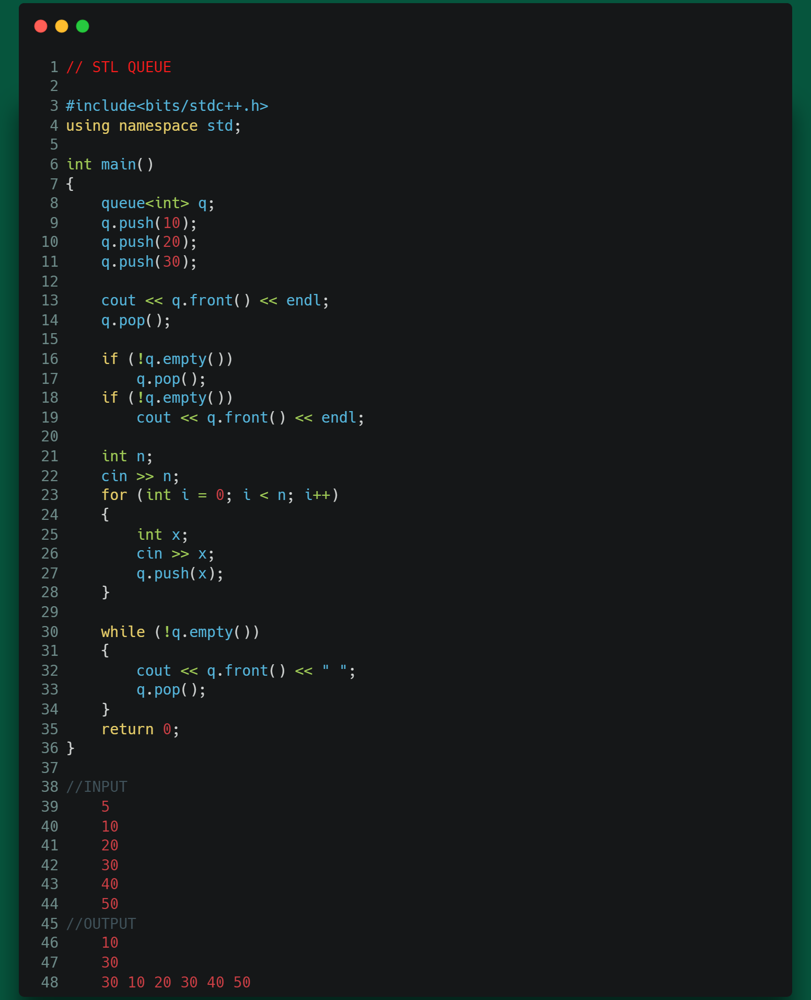 1 // STL QUEUE
2
3 #include<bits/stdc++.h>
4 using namespace std;
5
6 int main()
7 {
8     queue<int> q;
9     q.push(10);
10     q.push(20);
11     q.push(30);
12
13     cout << q.front() << endl;
14     q.pop();
15
16     if (!q.empty())
17         q.pop();
18     if (!q.empty())
19         cout << q.front() << endl;
20
21     int n;
22     cin >> n;
23     for (int i = 0; i < n; i++)
24     {
25         int x;
26         cin >> x;
27         q.push(x);
28     }
29
30     while (!q.empty())
31     {
32         cout << q.front() << " ";
33         q.pop();
34     }
35     return 0;
36 }
37
38 //INPUT
39     5
40     10
41     20
42     30
43     40
44     50
45 //OUTPUT
46     10
47     30
48     30 10 20 30 40 50